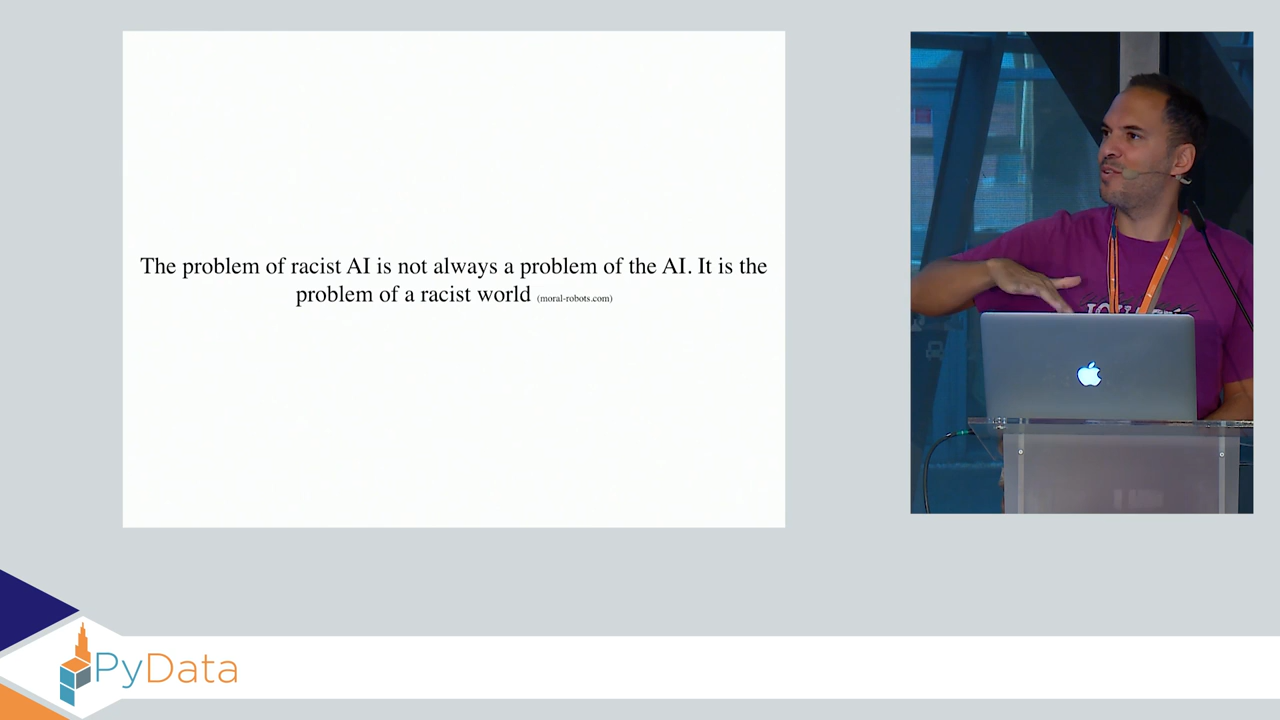 The problem of racist AI is not always a problem of the AI. It is the
problem of a racist world (moral-robots.com)
PyData